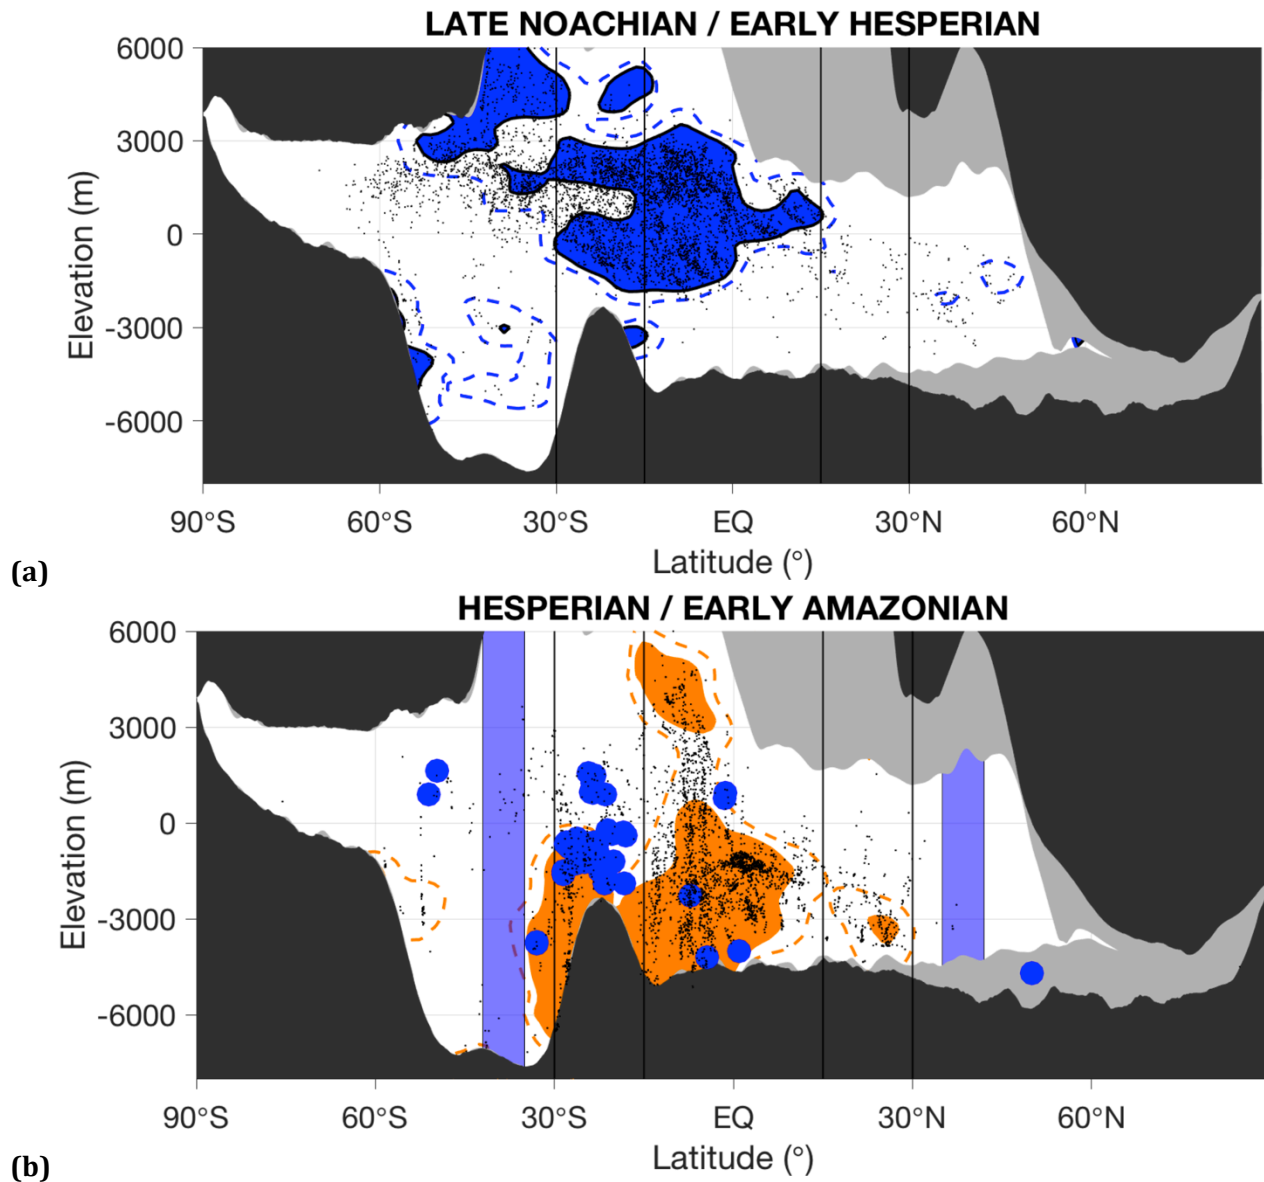 LATE NOACHIAN / EARLY HESPERIAN
6000
3000
0
-3000
-6000
Elevation (m)
90°S 60°S 30°S EQ 30°N 60°N
Latitude (°)
(a)
HESPERIAN / EARLY AMAZONIAN
6000
3000
0
-3000
-6000
Elevation (m)
90°S 60°S 30°S EQ 30°N 60°N
Latitude (°)
(b)